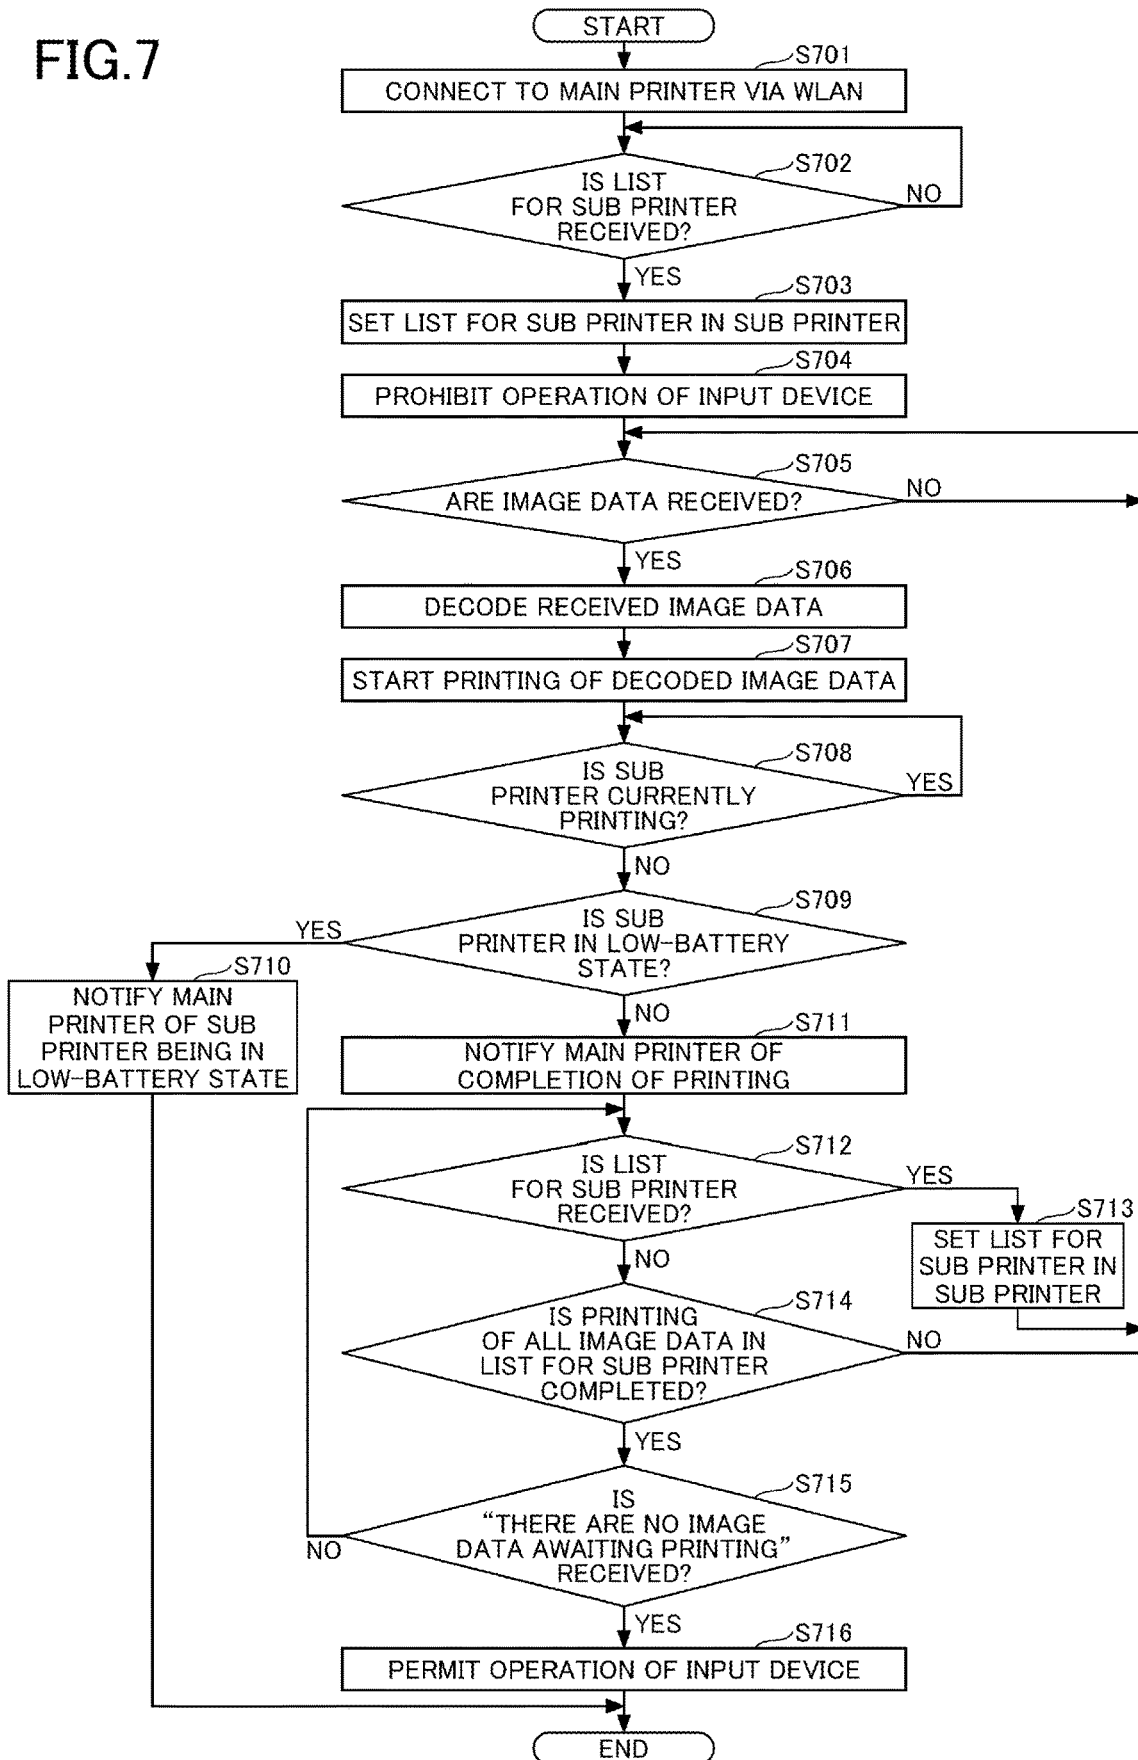 FIG.7
START
S701
CONNECT TO MAIN PRINTER VIA WLAN
S702
IS LIST
FOR SUB PRINTER
RECEIVED?
NO
YES
S703
SET LIST FOR SUB PRINTER IN SUB PRINTER
S704
PROHIBIT OPERATION OF INPUT DEVICE
S705
ARE IMAGE DATA RECEIVED?
NO
YES
S706
DECODE RECEIVED IMAGE DATA
S707
START PRINTING OF DECODED IMAGE DATA
S708
IS SUB
PRINTER CURRENTLY
PRINTING?
YES
NO
S709
IS SUB
PRINTER IN LOW-BATTERY
STATE?
YES
S710
NOTIFY MAIN
PRINTER OF SUB
PRINTER BEING IN
LOW-BATTERY STATE
NO
S711
NOTIFY MAIN PRINTER OF
COMPLETION OF PRINTING
S712
IS LIST
FOR SUB PRINTER
RECEIVED?
YES
S713
SET LIST FOR
SUB PRINTER IN
SUB PRINTER
NO
S714
IS PRINTING
OF ALL IMAGE DATA IN
LIST FOR SUB PRINTER
COMPLETED?
NO
YES
S715
IS
“THERE ARE NO IMAGE
DATA AWAITING PRINTING“
RECEIVED?
NO
YES
S716
PERMIT OPERATION OF INPUT DEVICE
END